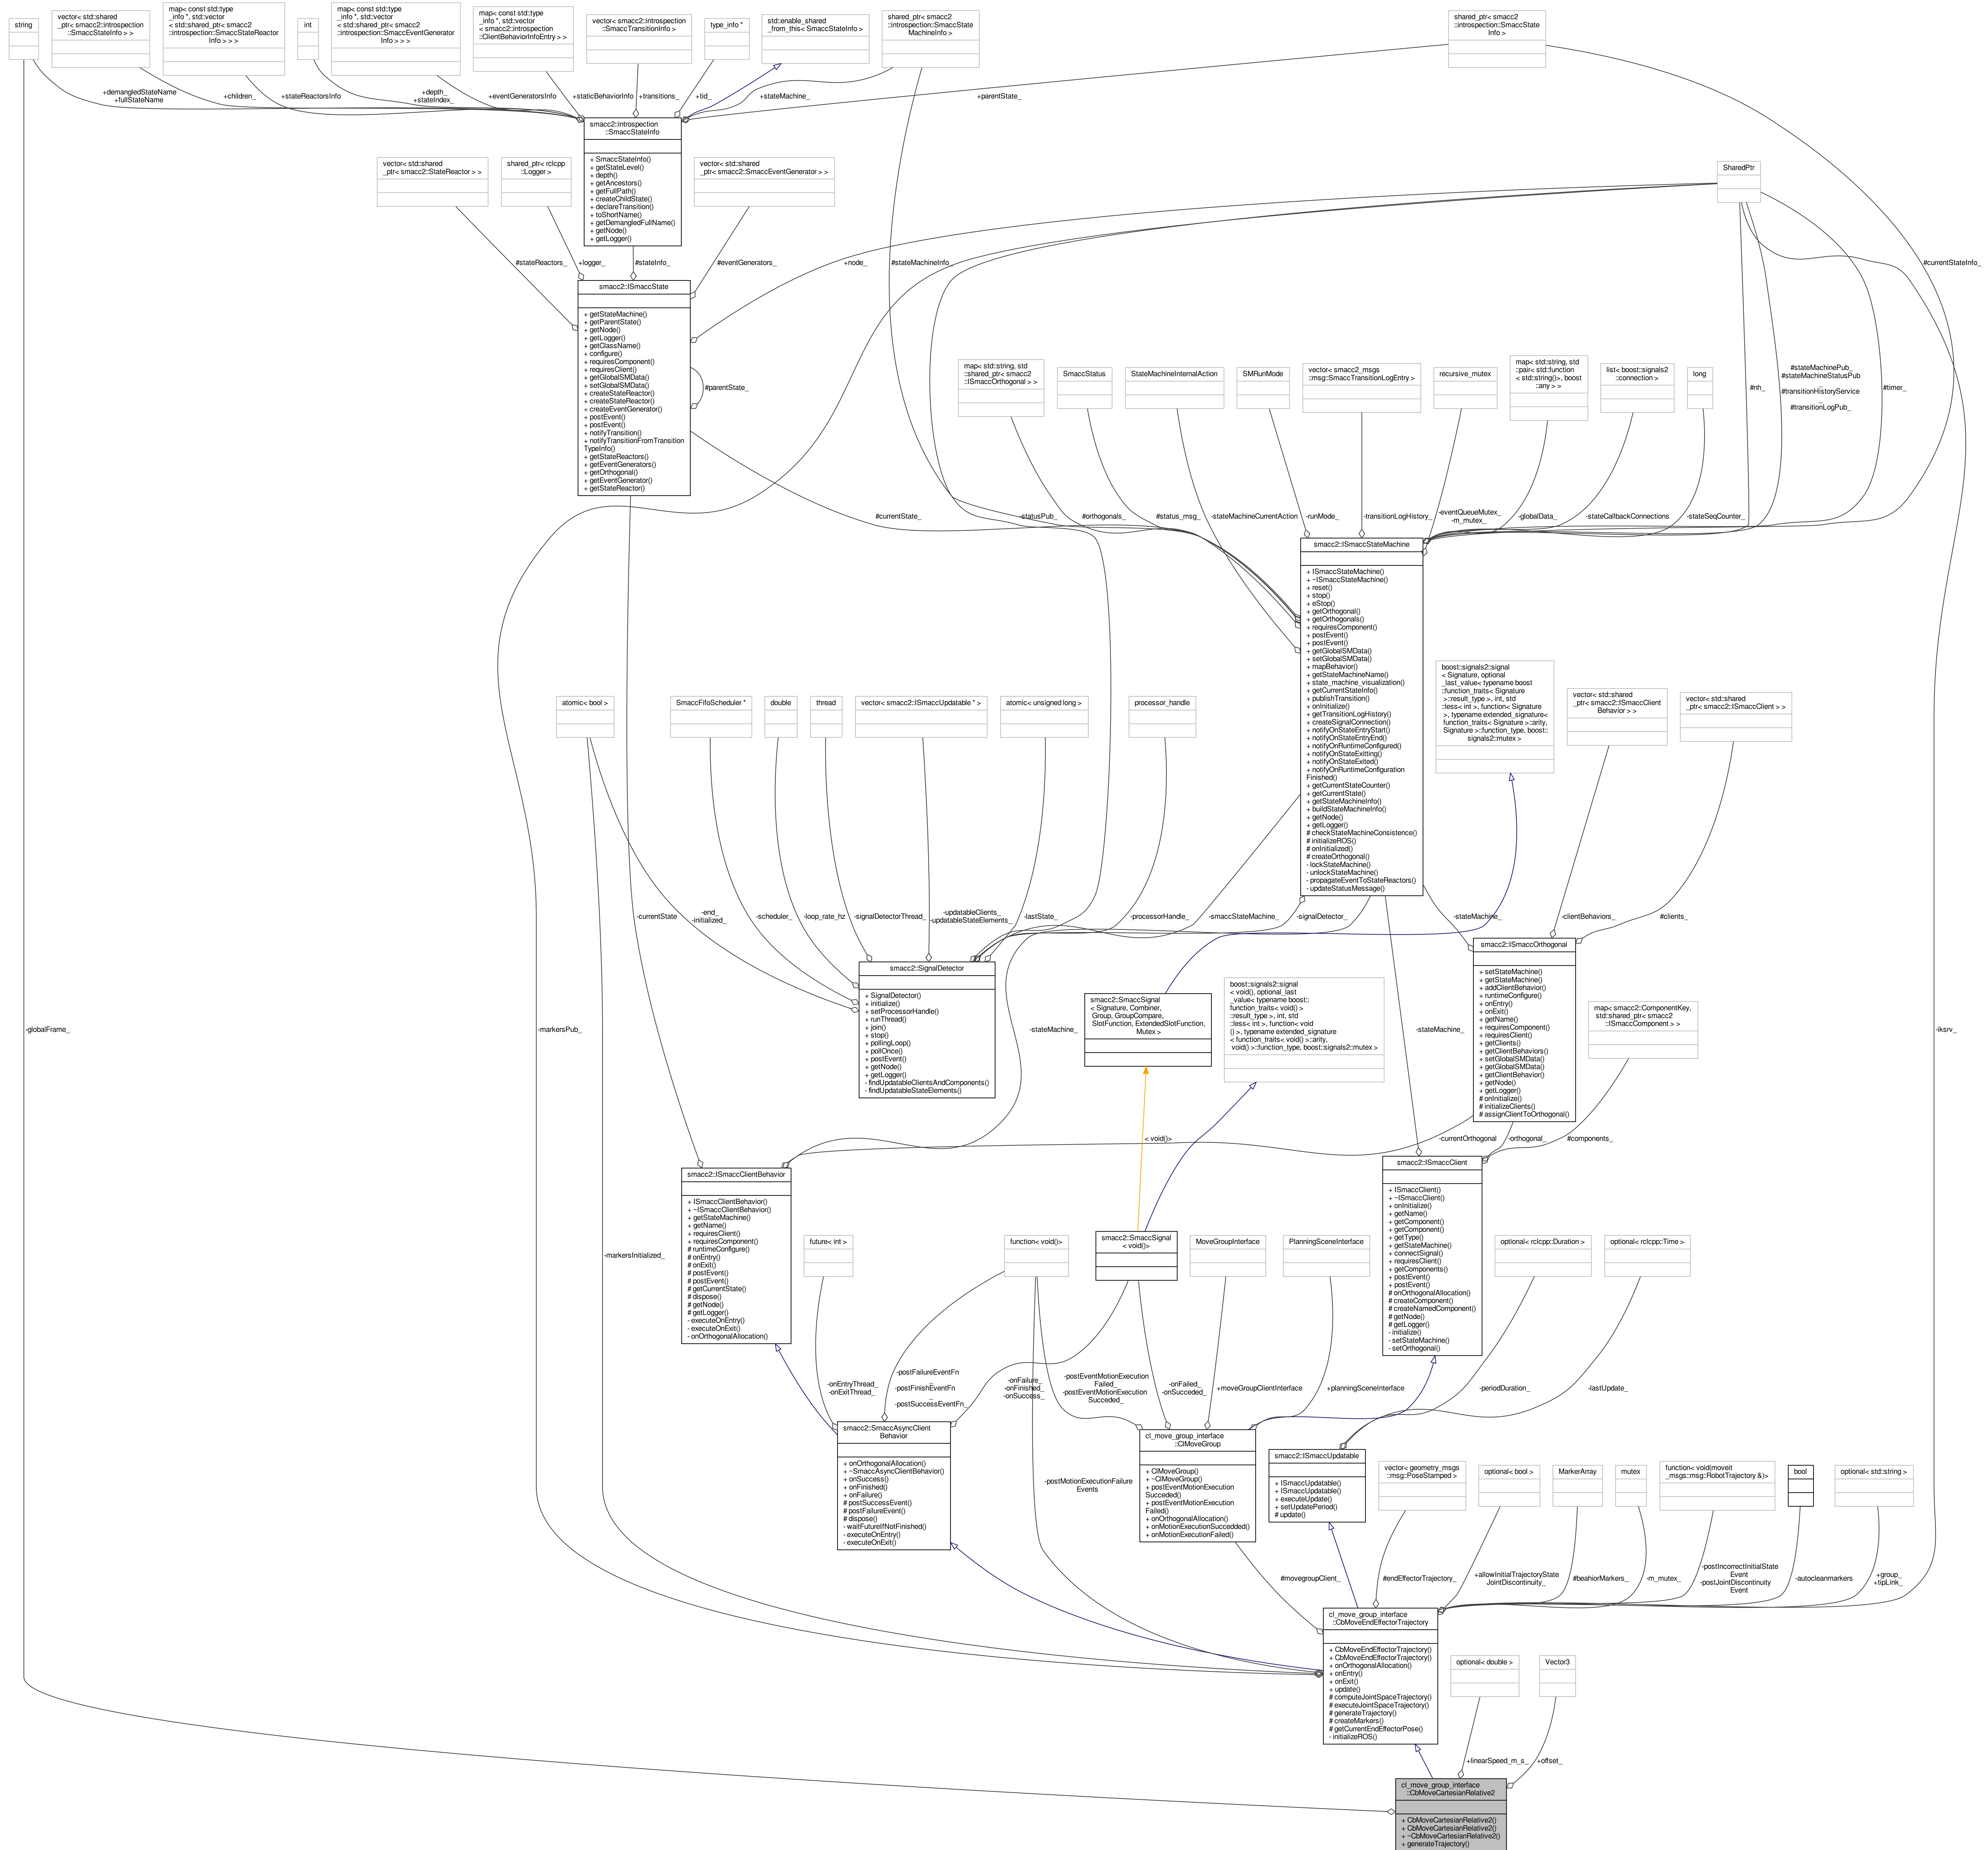 string
vector< std::shared
_ptr< smacc2::introspection
::SmaccStateInfo > >
map< const std::type
_info *, std::vector
< std::shared_ptr< smacc2
::introspection::SmaccStateReactor
Info > > >
int
map< const std::type
_info *, std::vector
< std::shared_ptr< smacc2
::introspection::SmaccEventGenerator
Info > > >
map< const std::type
_info *, std::vector
< smacc2::introspection
::ClientBehaviorInfoEntry > >
vector< smacc2::introspection
::SmaccTransitionInfo >
type_info *
std::enable_shared
_from_this< SmaccStateInfo >
shared_ptr< smacc2
::introspection::SmaccState
MachineInfo >
shared_ptr< smacc2
::introspection::SmaccState
Info >
+demangledStateName
+fullStateName
+children_
+stateReactorsInfo
+depth_
+stateIndex_
+eventGeneratorsInfo
+staticBehaviorInfo
+transitions_
+tid_
+stateMachine_
+parentState_
smacc2::introspection
::SmaccStateInfo
+ SmaccStateInfo()
+ getStateLevel()
+ depth()
+ getAncestors()
+ getFullPath()
+ createChildState()
+ declareTransition()
+ toShortName()
+ getDemangledFullName()
+ getNode()
+ getLogger()
vector< std::shared
_ptr< smacc2::StateReactor > >
shared_ptr< rclcpp
::Logger >
vector< std::shared
_ptr< smacc2::SmaccEventGenerator > >
SharedPtr
#stateReactors_
+logger_
#stateInfo_
#eventGenerators_
+node_
#stateMachineInfo_
#currentStateInfo_
smacc2::ISmaccState
+ getStateMachine()
+ getParentState()
+ getNode()
+ getLogger()
+ getClassName()
+ configure()
+ requiresComponent()
+ requiresClient()
+ getGlobalSMData()
+ setGlobalSMData()
+ createStateReactor()
+ createStateReactor()
+ createEventGenerator()
+ postEvent()
+ postEvent()
+ notifyTransition()
+ notifyTransitionFromTransition
TypeInfo()
+ getStateReactors()
+ getEventGenerators()
+ getOrthogonal()
+ getEventGenerator()
+ getStateReactor()
#parentState_
map< std::string, std
::shared_ptr< smacc2
::ISmaccOrthogonal > >
SmaccStatus
StateMachineInternalAction
SMRunMode
vector< smacc2_msgs
::msg::SmaccTransitionLogEntry >
recursive_mutex
map< std::string, std
::pair< std::function
< std::string()>, boost
::any > >
list< boost::signals2
::connection >
long
#nh_
#stateMachinePub_
#stateMachineStatusPub
_
#transitionHistoryService
_
#transitionLogPub_
#timer_
#currentState_
-statusPub_
#orthogonals_
#status_msg_
-stateMachineCurrentAction
-runMode_
-transitionLogHistory_
-eventQueueMutex_
-m_mutex_
-globalData_
-stateCallbackConnections
-stateSeqCounter_
smacc2::ISmaccStateMachine
+ ISmaccStateMachine()
+ ~ISmaccStateMachine()
+ reset()
+ stop()
+ eStop()
+ getOrthogonal()
+ getOrthogonals()
+ requiresComponent()
+ postEvent()
+ postEvent()
+ getGlobalSMData()
+ setGlobalSMData()
+ mapBehavior()
+ getStateMachineName()
+ state_machine_visualization()
+ getCurrentStateInfo()
+ publishTransition()
+ onInitialize()
+ getTransitionLogHistory()
+ createSignalConnection()
+ notifyOnStateEntryStart()
+ notifyOnStateEntryEnd()
+ notifyOnRuntimeConfigured()
+ notifyOnStateExitting()
+ notifyOnStateExited()
+ notifyOnRuntimeConfiguration
Finished()
+ getCurrentStateCounter()
+ getCurrentState()
+ getStateMachineInfo()
+ buildStateMachineInfo()
+ getNode()
+ getLogger()
# checkStateMachineConsistence()
# initializeROS()
# onInitialized()
# createOrthogonal()
- lockStateMachine()
- unlockStateMachine()
- propagateEventToStateReactors()
- updateStatusMessage()
boost::signals2::signal
< Signature, optional
_last_value< typename boost
::function_traits< Signature
>::result_type >, int, std
::less< int >, function< Signature
>, typename extended_signature<
function_traits< Signature >::arity,
Signature >::function_type, boost::
signals2::mutex >
vector< std::shared
_ptr< smacc2::ISmaccClient
Behavior > >
vector< std::shared
_ptr< smacc2::ISmaccClient > >
atomic< bool >
SmaccFifoScheduler *
double
thread
vector< smacc2::ISmaccUpdatable * >
atomic< unsigned long >
processor_handle
-currentState
-end_
-initialized_
-scheduler_
-loop_rate_hz
-signalDetectorThread_
-updatableClients_
-updatableStateElements_
-lastState_
-processorHandle_
-smaccStateMachine_
-signalDetector_
-stateMachine_
-clientBehaviors_
#clients_
smacc2::SignalDetector
+ SignalDetector()
+ initialize()
+ setProcessorHandle()
+ runThread()
+ join()
+ stop()
+ pollingLoop()
+ pollOnce()
+ postEvent()
+ getNode()
+ getLogger()
- findUpdatableClientsAndComponents()
- findUpdatableStateElements()
smacc2::ISmaccOrthogonal
+ setStateMachine()
+ getStateMachine()
+ addClientBehavior()
+ runtimeConfigure()
+ onEntry()
+ onExit()
+ getName()
+ requiresComponent()
+ requiresClient()
+ getClients()
+ getClientBehaviors()
+ setGlobalSMData()
+ getGlobalSMData()
+ getClientBehavior()
+ getNode()
+ getLogger()
# onInitialize()
# initializeClients()
# assignClientToOrthogonal()
smacc2::SmaccSignal
< Signature, Combiner,
Group, GroupCompare,
SlotFunction, ExtendedSlotFunction,
Mutex >
boost::signals2::signal
< void(), optional_last
_value< typename boost::
function_traits< void() >
::result_type >, int, std
::less< int >, function< void
() >, typename extended_signature
< function_traits< void() >::arity,
void() >::function_type, boost::signals2::mutex >
map< smacc2::ComponentKey,
std::shared_ptr< smacc2
::ISmaccComponent > >
-globalFrame_
-markersPub_
-stateMachine_
-stateMachine_
-iksrv_
< void()>
-currentOrthogonal
-orthogonal_
#components_
smacc2::ISmaccClientBehavior
+ ISmaccClientBehavior()
+ ~ISmaccClientBehavior()
+ getStateMachine()
+ getName()
+ requiresClient()
+ requiresComponent()
# runtimeConfigure()
# onEntry()
# onExit()
# postEvent()
# postEvent()
# getCurrentState()
# dispose()
# getNode()
# getLogger()
- executeOnEntry()
- executeOnExit()
- onOrthogonalAllocation()
smacc2::ISmaccClient
+ ISmaccClient()
+ ~ISmaccClient()
+ onInitialize()
+ getName()
+ getComponent()
+ getComponent()
+ getType()
+ getStateMachine()
+ connectSignal()
+ requiresClient()
+ getComponents()
+ postEvent()
+ postEvent()
# onOrthogonalAllocation()
# createComponent()
# createNamedComponent()
# getNode()
# getLogger()
- initialize()
- setStateMachine()
- setOrthogonal()
-markersInitialized_
future< int >
function< void()>
smacc2::SmaccSignal
< void()>
MoveGroupInterface
PlanningSceneInterface
optional< rclcpp::Duration >
optional< rclcpp::Time >
-onEntryThread_
-onExitThread_
-postFailureEventFn
_
-postFinishEventFn
_
-postSuccessEventFn_
-onFailure_
-onFinished_
-onSuccess_
-postEventMotionExecution
Failed_
-postEventMotionExecution
Succeded_
-onFailed_
-onSucceded_
+moveGroupClientInterface
+planningSceneInterface
-periodDuration_
-lastUpdate_
smacc2::SmaccAsyncClient
Behavior
+ onOrthogonalAllocation()
+ ~SmaccAsyncClientBehavior()
+ onSuccess()
+ onFinished()
+ onFailure()
# postSuccessEvent()
# postFailureEvent()
# dispose()
- waitFutureIfNotFinished()
- executeOnEntry()
- executeOnExit()
-postMotionExecutionFailure
Events
cl_move_group_interface
::ClMoveGroup
+ ClMoveGroup()
+ ~ClMoveGroup()
+ postEventMotionExecution
Succeded()
+ postEventMotionExecution
Failed()
+ onOrthogonalAllocation()
+ onMotionExecutionSuccedded()
+ onMotionExecutionFailed()
smacc2::ISmaccUpdatable
+ ISmaccUpdatable()
+ ISmaccUpdatable()
+ executeUpdate()
+ setUpdatePeriod()
# update()
vector< geometry_msgs
::msg::PoseStamped >
optional< bool >
MarkerArray
mutex
function< void(moveit
_msgs::msg::RobotTrajectory &)>
bool
optional< std::string >
#movegroupClient_
#endEffectorTrajectory_
+allowInitialTrajectoryState
JointDiscontinuity_
#beahiorMarkers_
-m_mutex_
-postIncorrectInitialState
Event
-postJointDiscontinuity
Event
-autocleanmarkers
+group_
+tipLink_
cl_move_group_interface
::CbMoveEndEffectorTrajectory
+ CbMoveEndEffectorTrajectory()
+ CbMoveEndEffectorTrajectory()
+ onOrthogonalAllocation()
+ onEntry()
+ onExit()
+ update()
# computeJointSpaceTrajectory()
# executeJointSpaceTrajectory()
# generateTrajectory()
# createMarkers()
# getCurrentEndEffectorPose()
- initializeROS()
optional< double >
Vector3
+linearSpeed_m_s_
+offset_
cl_move_group_interface
::CbMoveCartesianRelative2
+ CbMoveCartesianRelative2()
+ CbMoveCartesianRelative2()
+ ~CbMoveCartesianRelative2()
+ generateTrajectory()